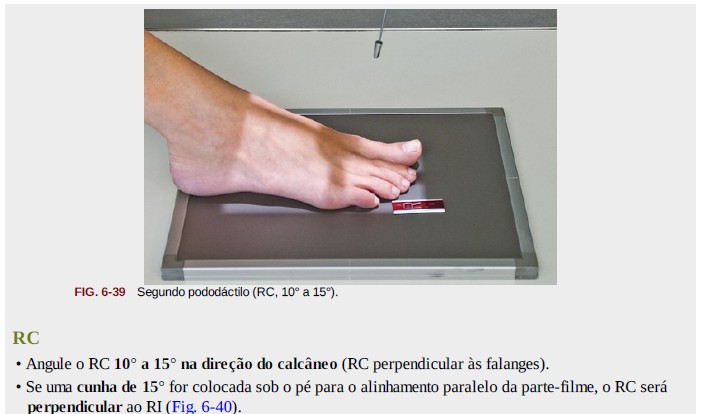 FIG. 6-39 Segundo pododáctilo (RC, 10° a 15°).
RC
• Angule o RC 10° a 15° na direção do calcâneo (RC perpendicular às falanges).
• Se uma cunha de 15° for colocada sob o pé para o alinhamento paralelo da parte-filme, o RC será
perpendicular ao RI (Fig. 6-40).